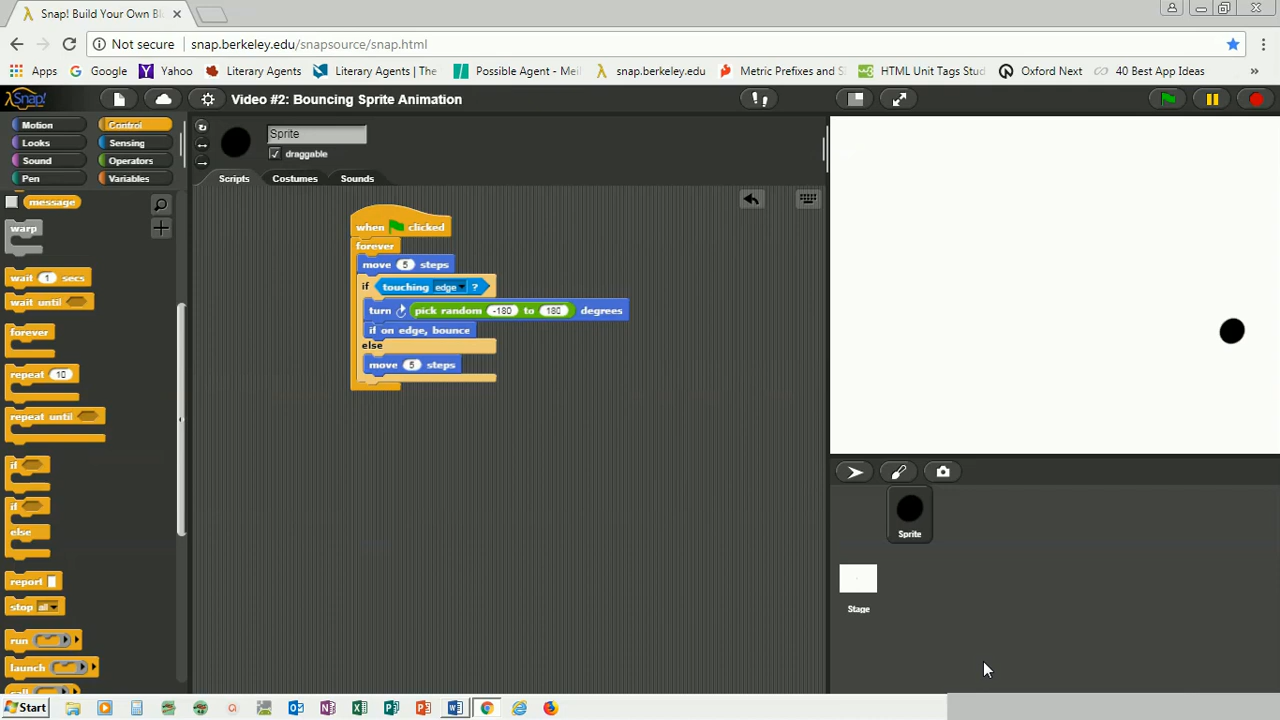 Snap! Build Your Own Bl
Not secure snap.berkeley.edu/snapsource/snap.html
Apps Google Yahoo Literary Agents Literary Agents | The Possible Agent - Meli snap.berkeley.edu Metric Prefixes and S HTML Unit Tags Stud Oxford Next 40 Best App Ideas »
Snap! Video #2: Bouncing Sprite Animation
Motion Control
Looks Sensing
Sound Operators
Pen Variables
Sprite
draggable
Scripts Costumes Sounds
message
warp
wait 1 secs
wait until
forever
repeat 10
repeat until
if
if
else
report
stop all
run
launch
when clicked
forever
move 5 steps
if touching edge ?
turn pick random -180 to 180 degrees
if on edge, bounce
else
move 5 steps
Sprite
Stage
Start